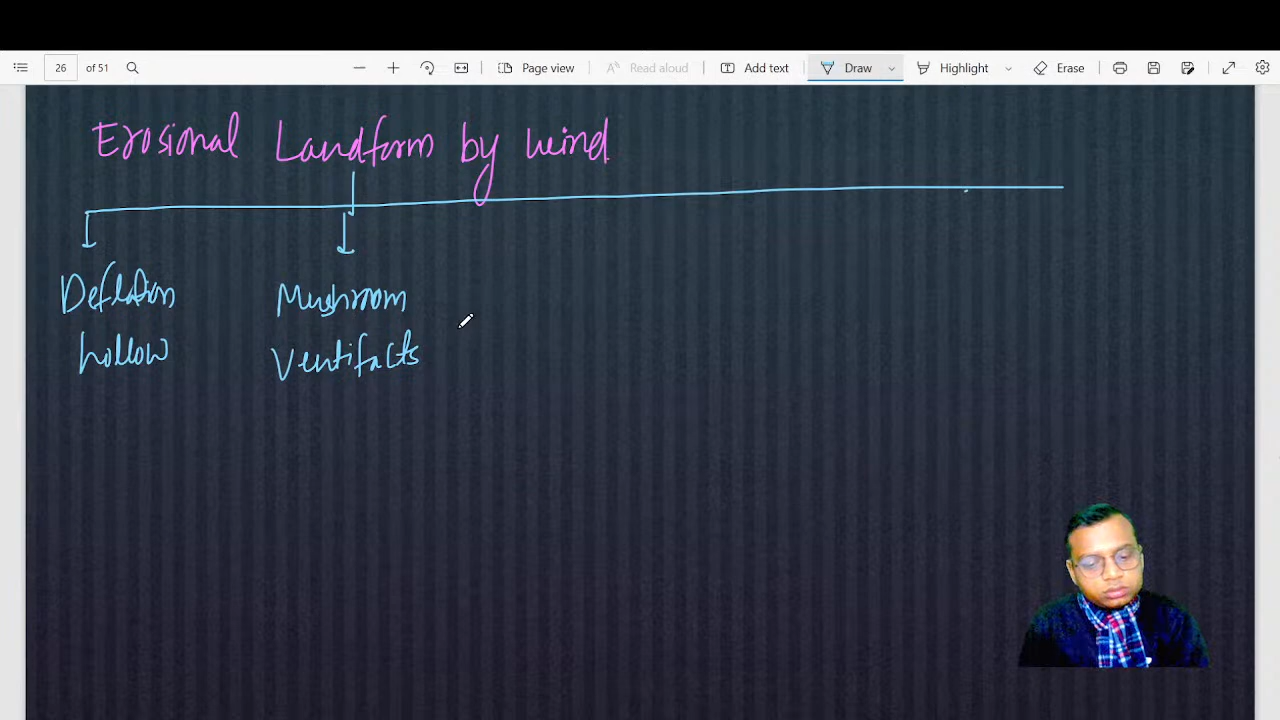 26 of 51 Page view Read aloud Add text Draw Highlight Erase
Erosional Landform by wind
Deflation Mushroom
hollow Ventifacts